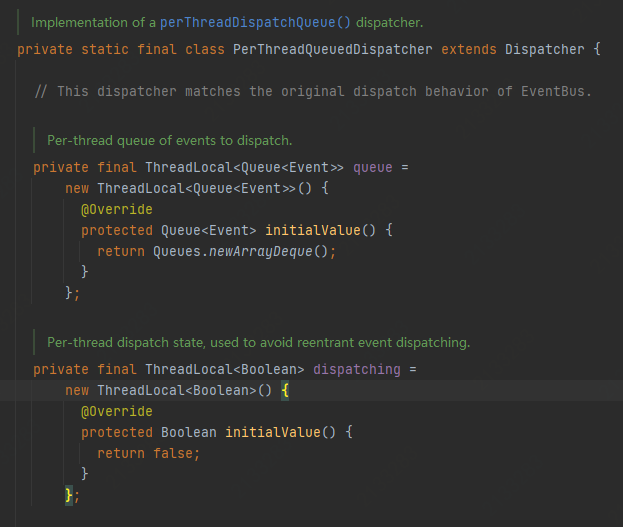 Implementation of a perThreadDispatchQueue() dispatcher.
private static final class PerThreadQueuedDispatcher extends Dispatcher {
// This dispatcher matches the original dispatch behavior of EventBus.
Per-thread queue of events to dispatch.
private final ThreadLocal<Queue<Event>> queue =
new ThreadLocal<Queue<Event>>() {
@Override
protected Queue<Event> initialValue() {
return Queues.newArrayDeque();
}
};
Per-thread dispatch state, used to avoid reentrant event dispatching.
private final ThreadLocal<Boolean> dispatching =
new ThreadLocal<Boolean>() {
@Override
protected Boolean initialValue() {
return false;
}
};